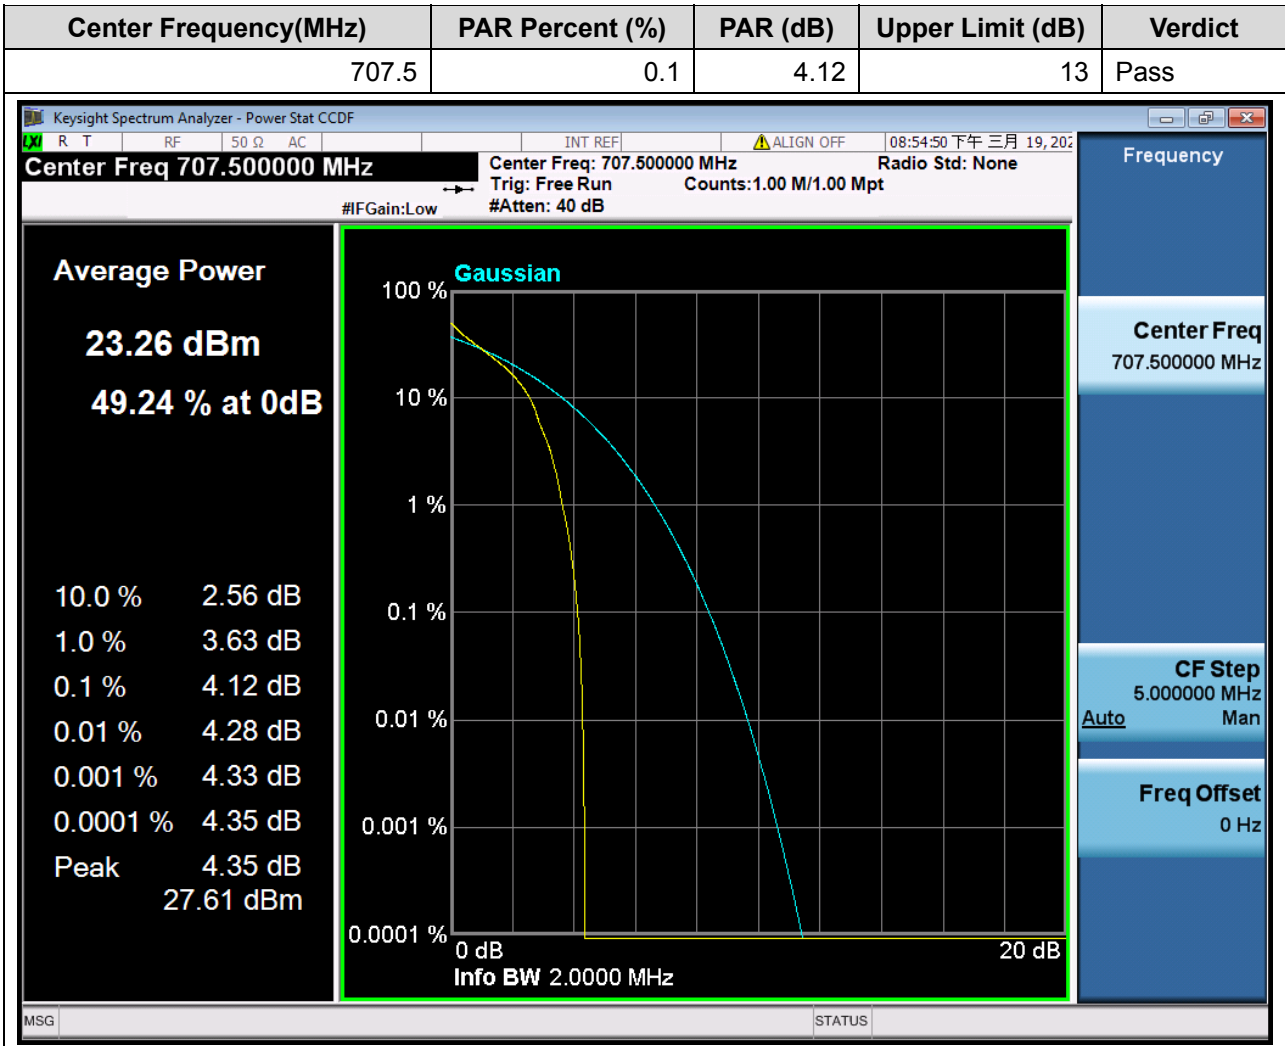 Center Frequency(MHz) PAR Percent (%) PAR (dB) Upper Limit (dB) Verdict
707.5 0.1 4.12 13 Pass
Keysight Spectrum Analyzer - Power Stat CCDF
LXI R T RF 50 Ω AC INT REF ALIGN OFF 08:54:50 下午 三月 19, 202
Center Freq 707.500000 MHz
Center Freq: 707.500000 MHz Radio Std: None
Trig: Free Run Counts:1.00 M/1.00 Mpt
#IFGain:Low #Atten: 40 dB
Frequency
Average Power
23.26 dBm
49.24 % at 0dB
10.0 % 2.56 dB
1.0 % 3.63 dB
0.1 % 4.12 dB
0.01 % 4.28 dB
0.001 % 4.33 dB
0.0001 % 4.35 dB
Peak 4.35 dB
27.61 dBm
Gaussian
100 %
10 %
1 %
0.1 %
0.01 %
0.001 %
0.0001 %
0 dB 20 dB
Info BW 2.0000 MHz
Center Freq
707.500000 MHz
CF Step
5.000000 MHz
Auto Man
Freq Offset
0 Hz
MSG STATUS